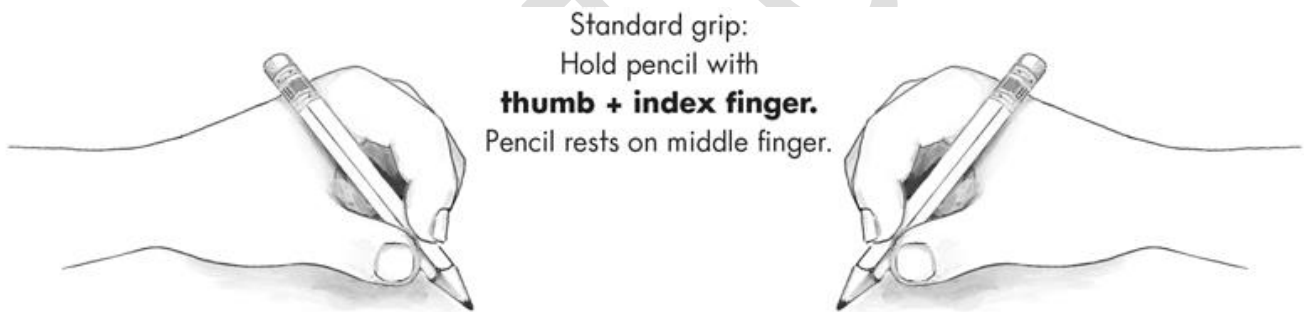 Standard grip:
Hold pencil with
thumb + index finger.
Pencil rests on middle finger.